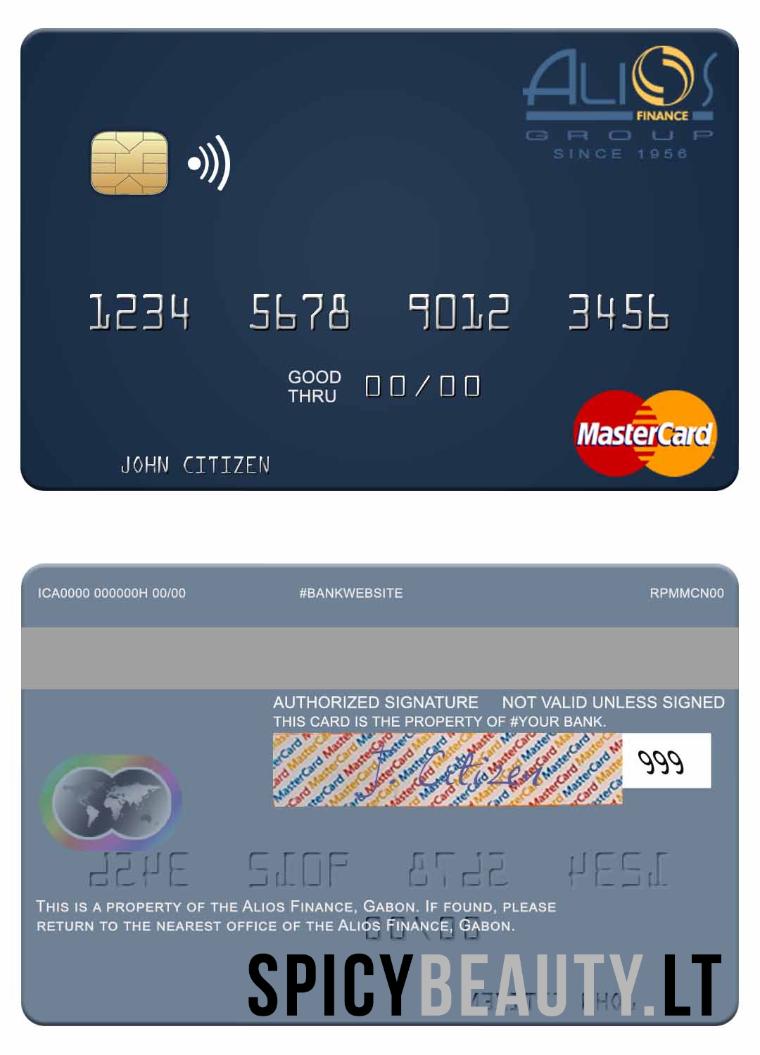 ALIOS
FINANCE
GROUP
SINCE 1956
1234 5678 9012 3456
GOOD THRU 00/00
MasterCard
JOHN CITIZEN
ICA0000 000000H 00/00 #BANKWEBSITE RPMMCN00
AUTHORIZED SIGNATURE NOT VALID UNLESS SIGNED
THIS CARD IS THE PROPERTY OF #YOUR BANK.
J Citizen 999
THIS IS A PROPERTY OF THE ALIOS FINANCE, GABON. IF FOUND, PLEASE
RETURN TO THE NEAREST OFFICE OF THE ALIOS FINANCE, GABON.
SPICYBEAUTY.LT